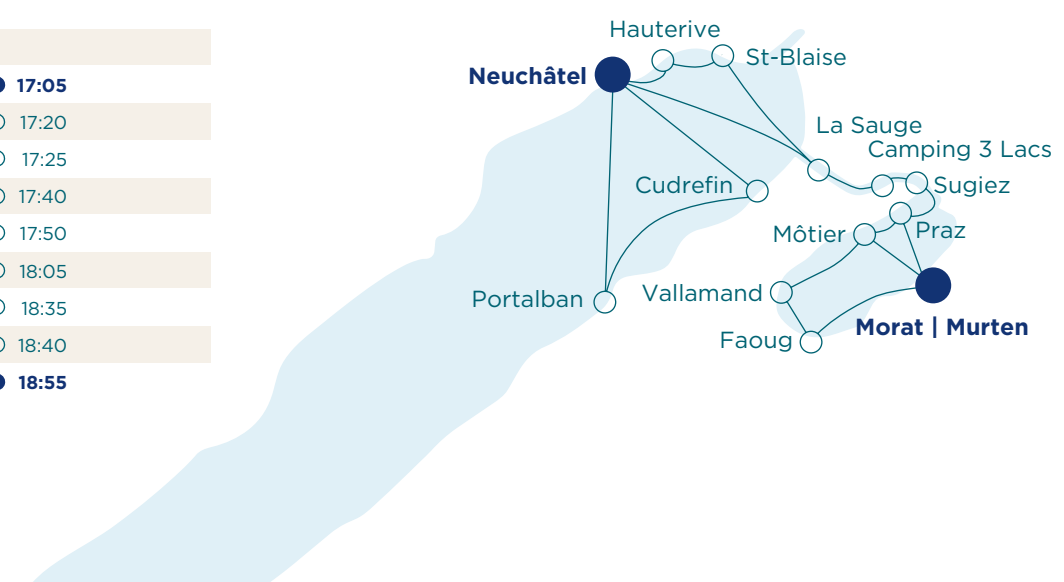 17:05
17:20
17:25
17:40
17:50
18:05
18:35
18:40
18:55
Hauterive
St-Blaise
Neuchâtel
La Sauge
Camping 3 Lacs
Cudrefin
Sugiez
Môtier
Praz
Portalban
Vallamand
Morat | Murten
Faoug